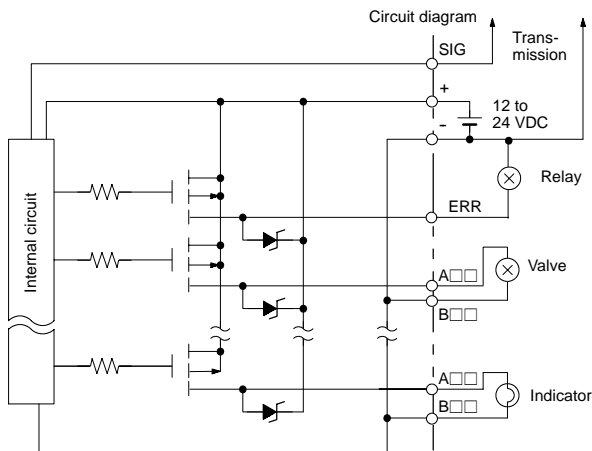 Circuit diagram
SIG
Trans-
mission
+
12 to
24 VDC
-
Relay
ERR
Internal circuit
A□□
Valve
B□□
A□□
Indicator
B□□